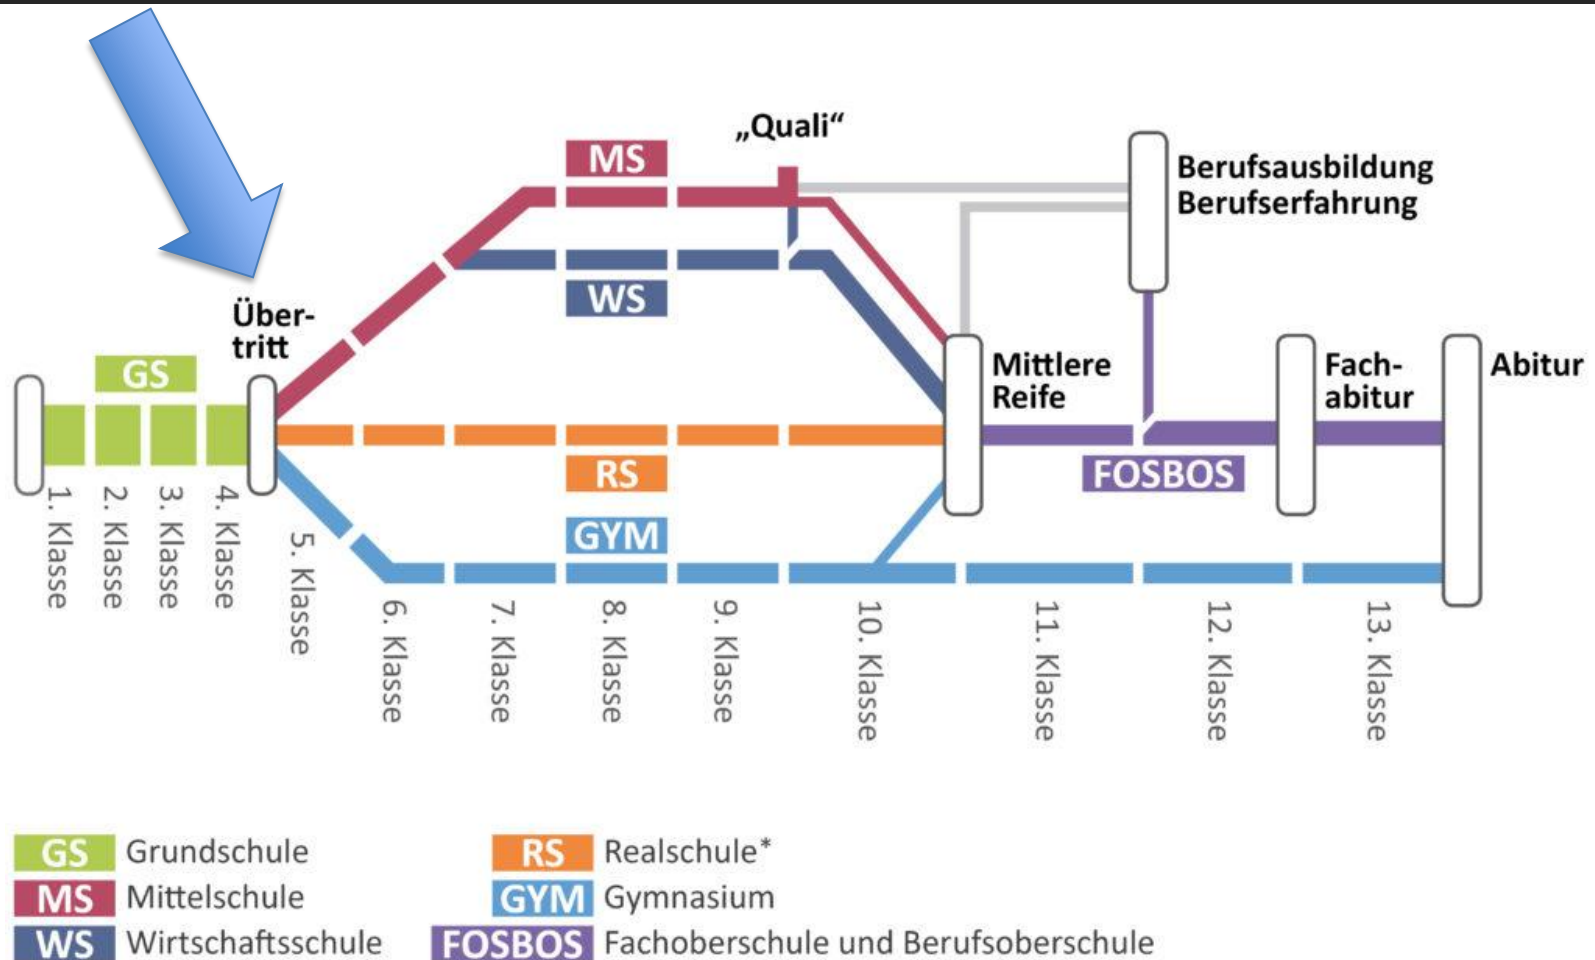 „Quali“
MS
Berufsausbildung
Berufserfahrung
WS
Über-
tritt
GS
Mittlere
Reife
Fach-
abitur
Abitur
RS
FOSBOS
GYM
1. Klasse
2. Klasse
3. Klasse
4. Klasse
5. Klasse
6. Klasse
7. Klasse
8. Klasse
9. Klasse
10. Klasse
11. Klasse
12. Klasse
13. Klasse
GS Grundschule
MS Mittelschule
WS Wirtschaftsschule
RS Realschule*
GYM Gymnasium
FOSBOS Fachoberschule und Berufsoberschule